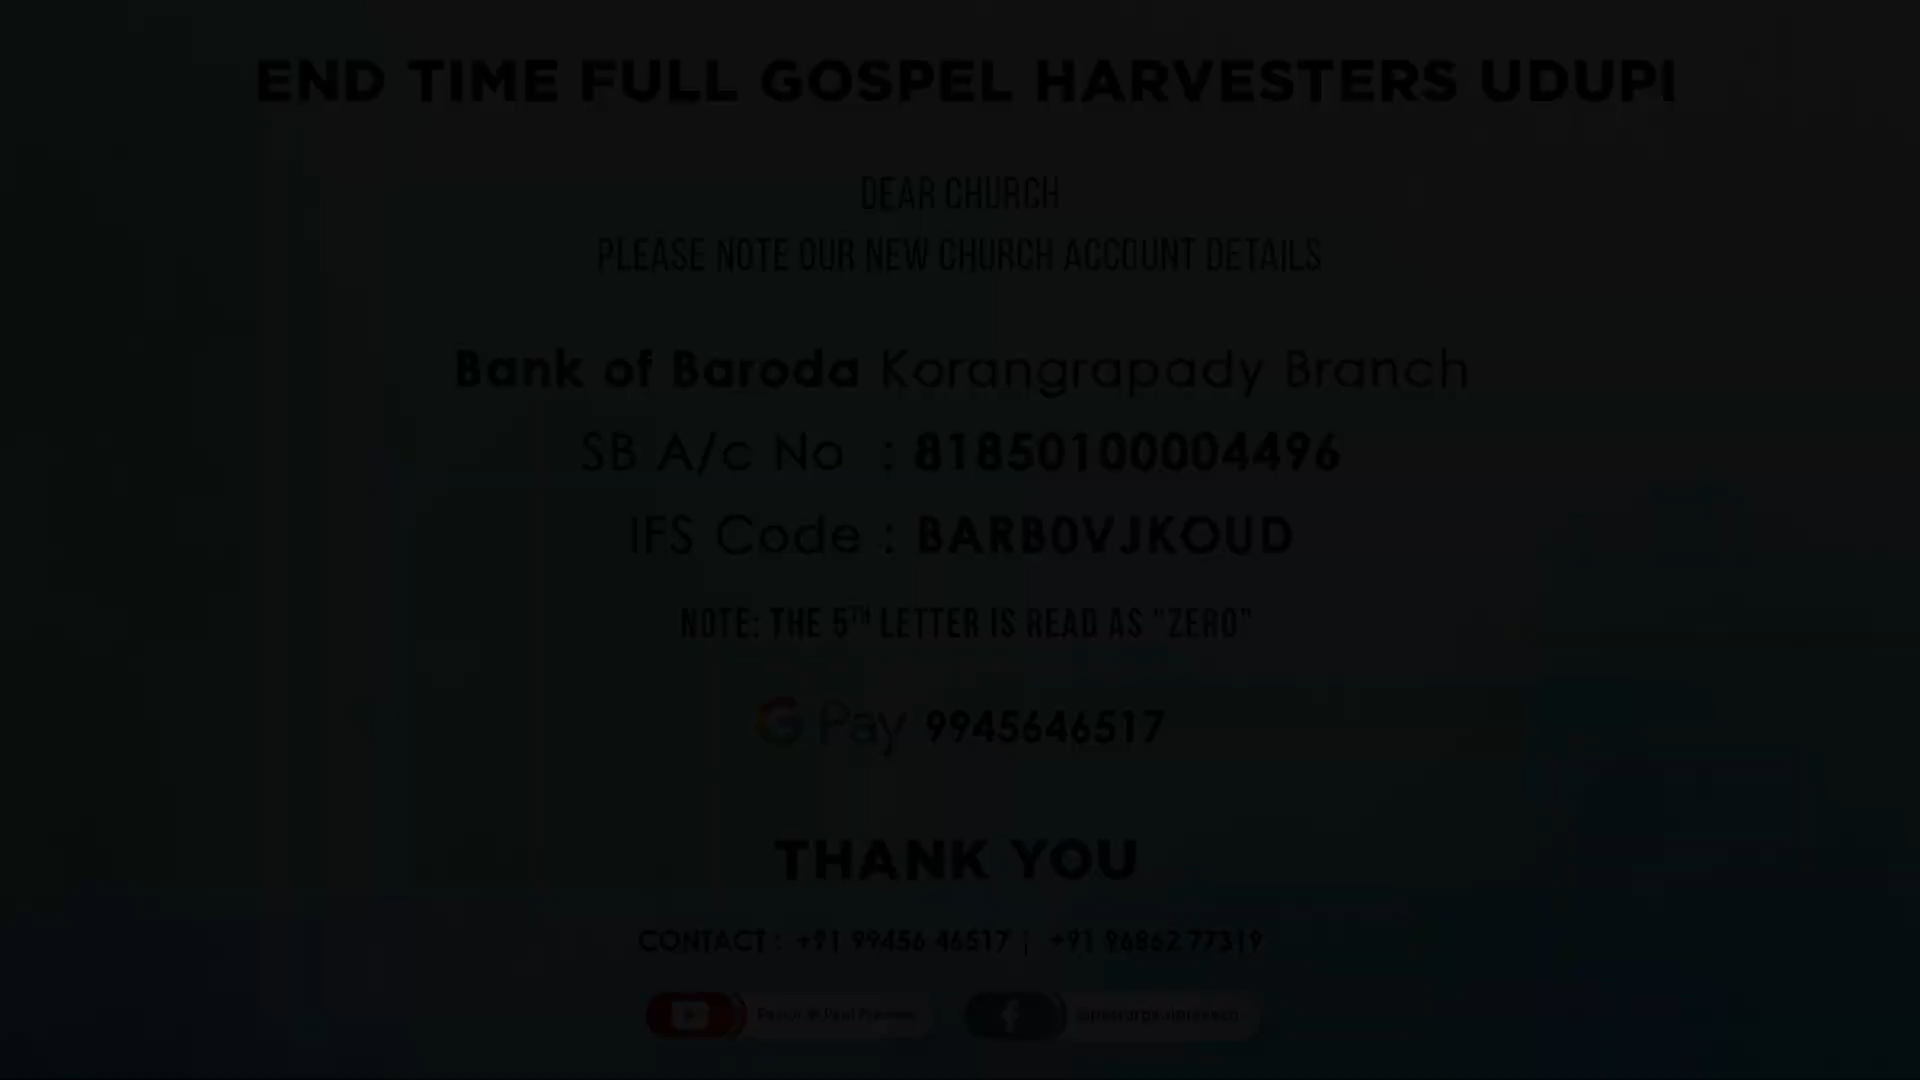 END TIME FULL GOSPEL HARVESTERS UDUPI
DEAR CHURCH
PLEASE NOTE OUR NEW CHURCH ACCOUNT DETAILS
Bank of Baroda Korangrapady Branch
SB A/c No : 81850100004496
IFS Code : BARB0VJKOUD
NOTE: THE 5TH LETTER IS READ AS "ZERO"
G Pay 9945646517
THANK YOU
CONTACT : +91 99456 46517 | +91 96862 77319